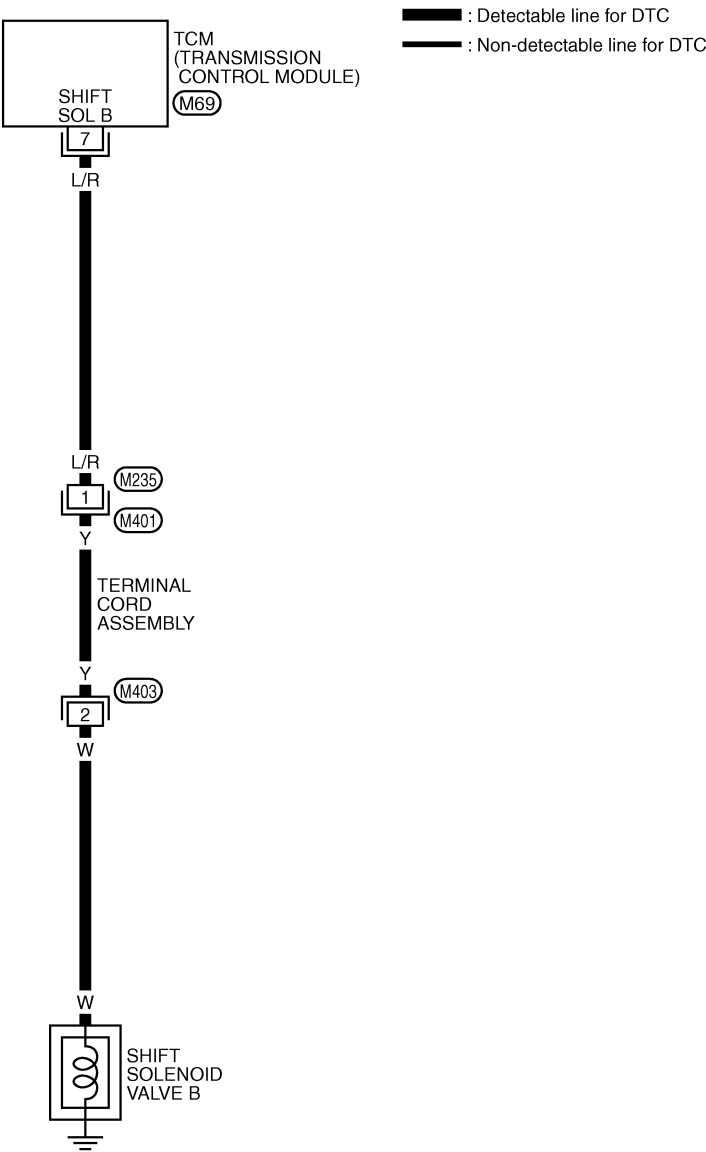 : Detectable line for DTC
: Non-detectable line for DTC
TCM
(TRANSMISSION
CONTROL MODULE)
M69
SHIFT
SOL B
7
L/R
L/R
M235
1
M401
Y
TERMINAL
CORD
ASSEMBLY
Y
M403
2
W
W
SHIFT
SOLENOID
VALVE B